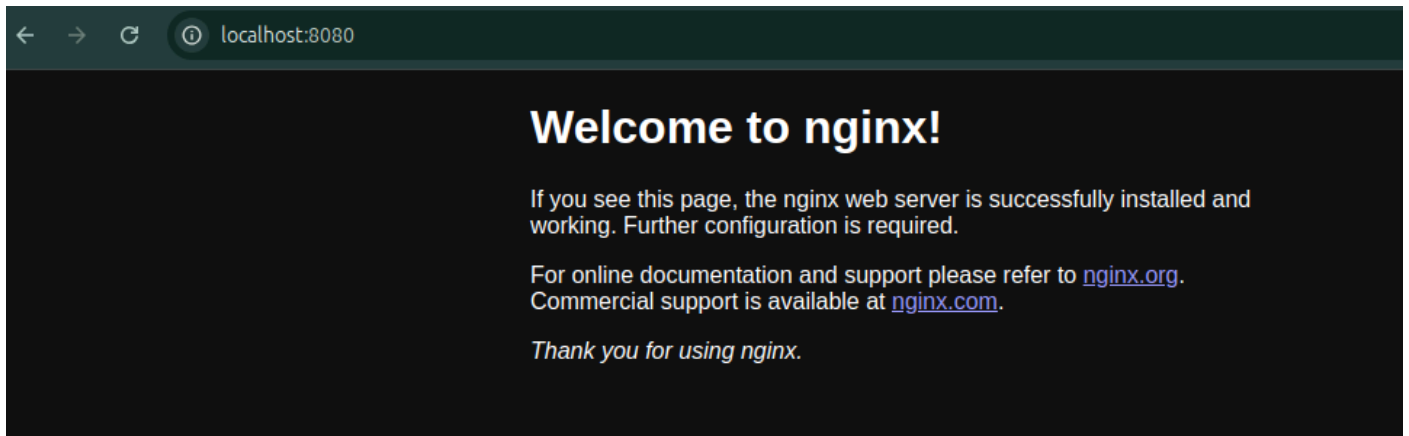 localhost:8080
Welcome to nginx!
If you see this page, the nginx web server is successfully installed and
working. Further configuration is required.
For online documentation and support please refer to nginx.org.
Commercial support is available at nginx.com.
Thank you for using nginx.